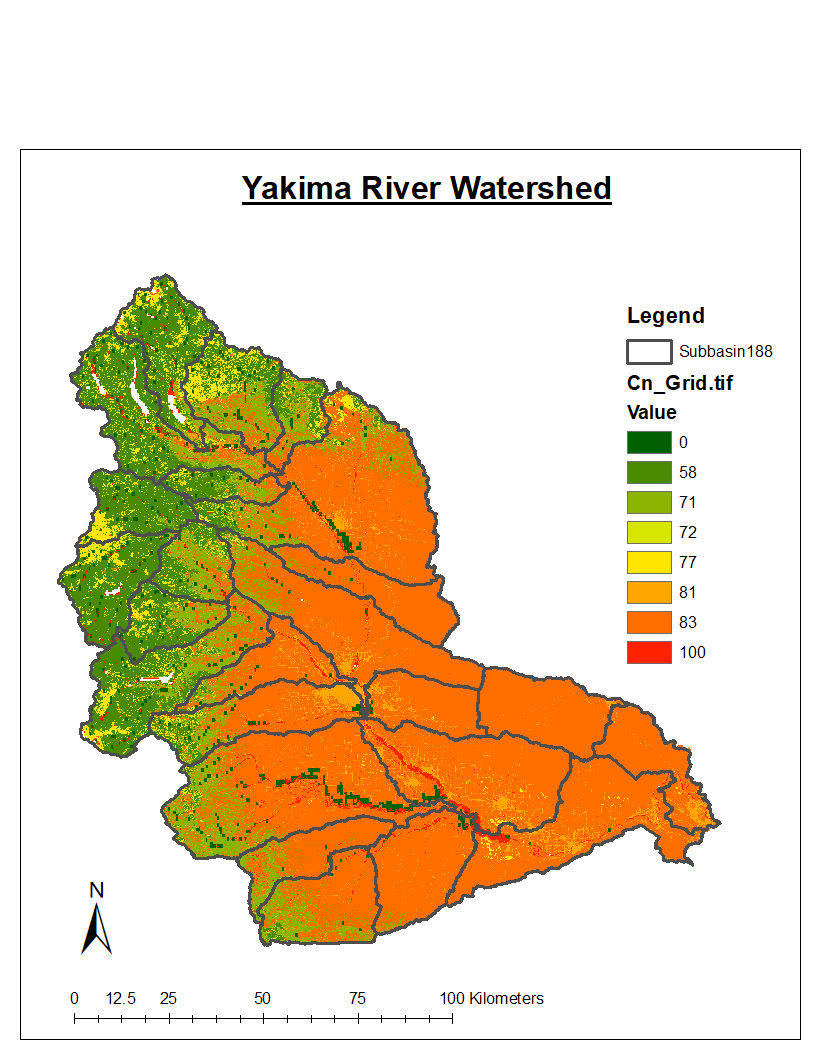 Yakima River Watershed
Legend
Subbasin188
Cn_Grid.tif
Value
0
58
71
72
77
81
83
100
N
0 12.5 25 50 75 100 Kilometers